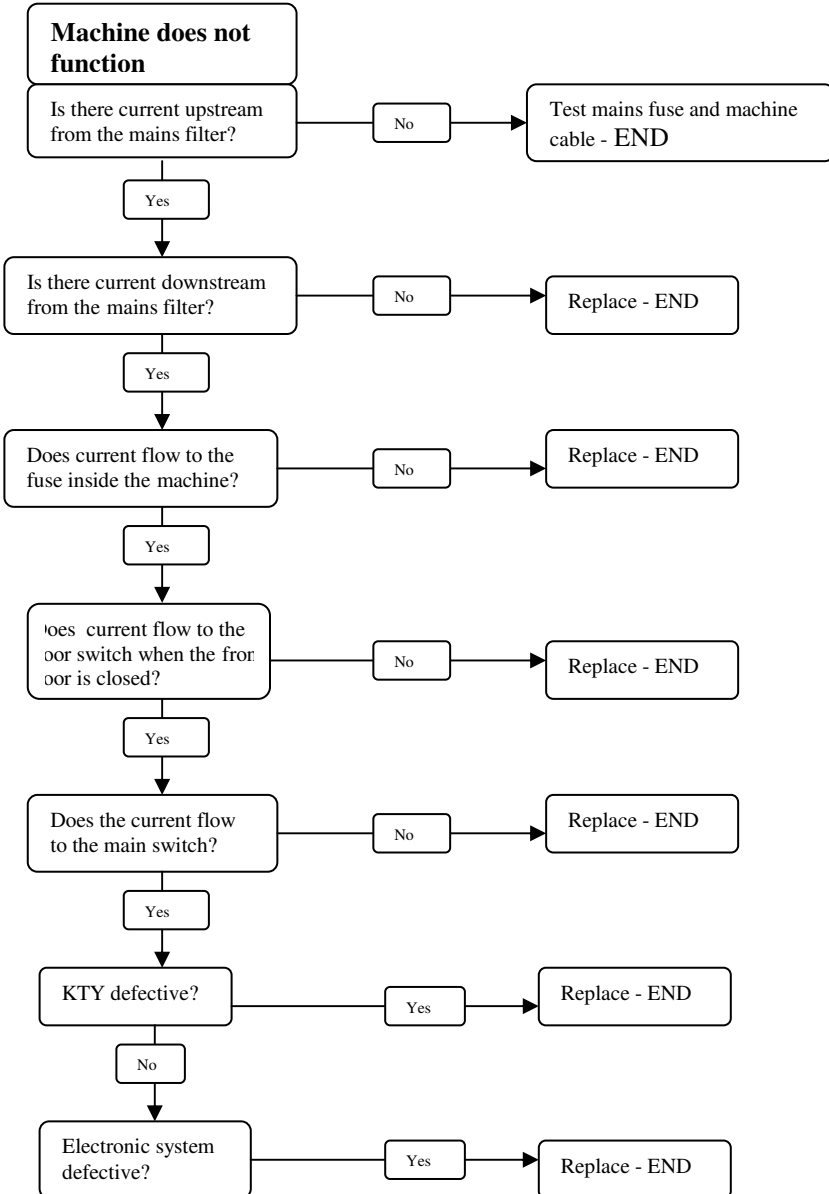 Machine does not
function
Is there current upstream
from the mains filter?
No
Test mains fuse and machine
cable - END
Yes
Is there current downstream
from the mains filter?
No
Replace - END
Yes
Does current flow to the
fuse inside the machine?
No
Replace - END
Yes
oes current flow to the
oor switch when the fron
oor is closed?
No
Replace - END
Yes
Does the current flow
to the main switch?
No
Replace - END
Yes
KTY defective?
Yes
Replace - END
No
Electronic system
defective?
Yes
Replace - END